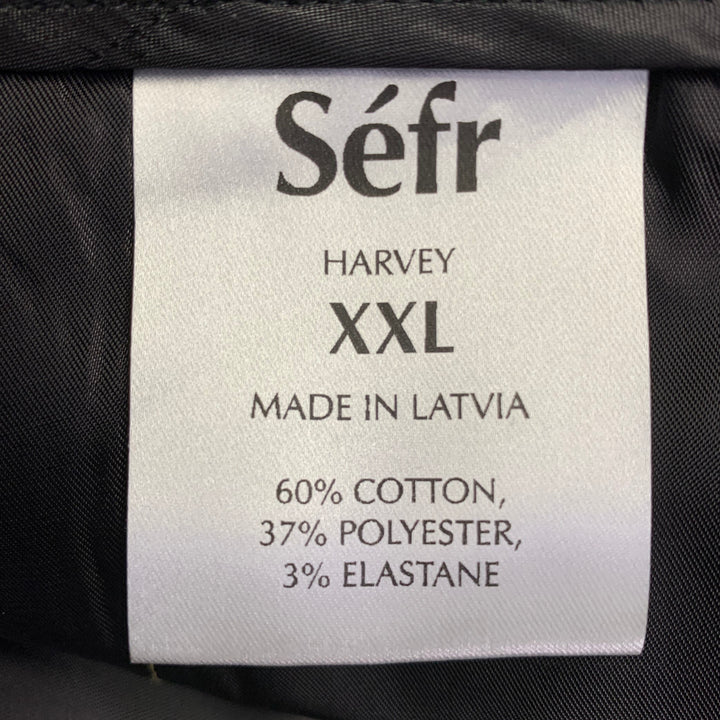 Séfr
HARVEY
XXL
MADE IN LATVIA
60% COTTON,
37% POLYESTER,
3% ELASTANE